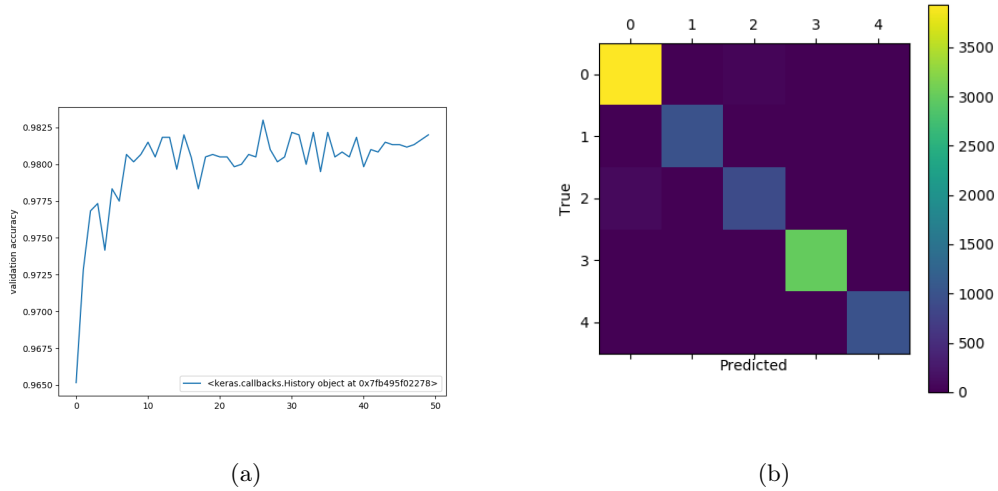 0.9825
0.9800
0.9775
0.9750
0.9725
0.9700
0.9675
0.9650
validation accuracy
<keras.callbacks.History object at 0x7fb495f02278>
0 10 20 30 40 50
(a)
0 1 2 3 4
0
1
2
3
4
True
Predicted
3500
3000
2500
2000
1500
1000
500
0
(b)